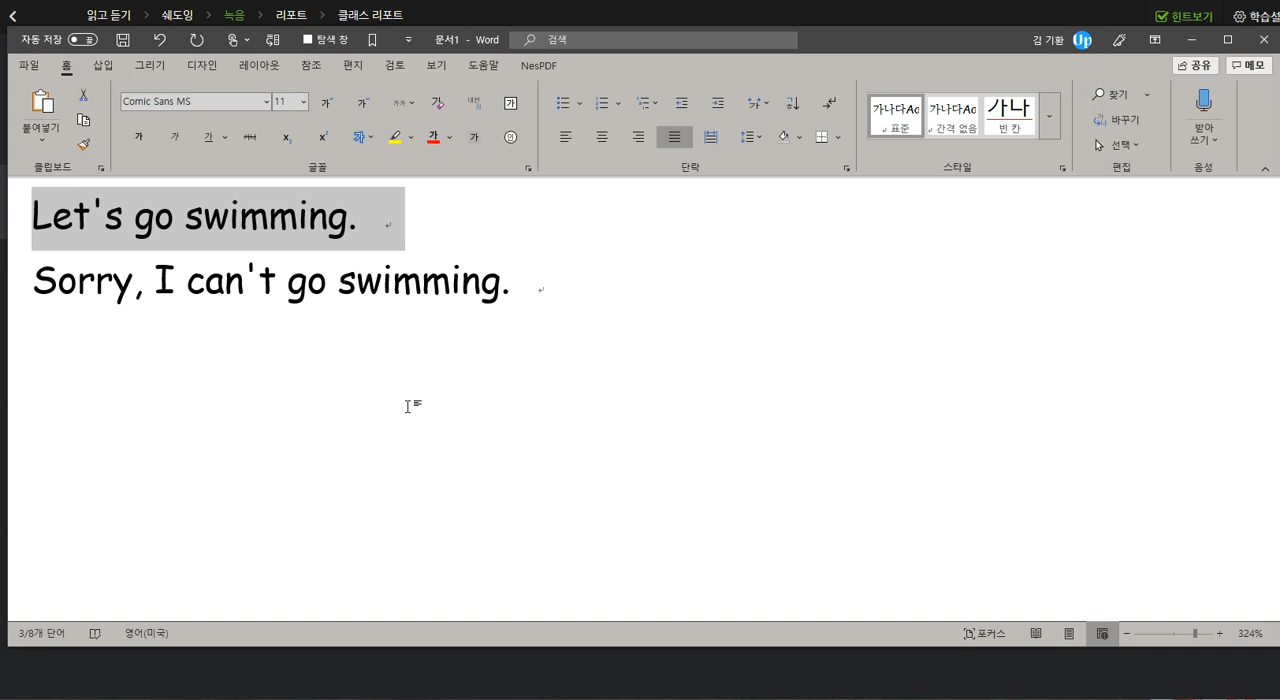 읽고 듣기 > 쉐도잉 > 녹음 > 리포트 > 클래스 리포트 힌트보기
자동 저장 탐색 창 문서1 - Word 검색 김 기환 Up
파일 홈 삽입 그리기 디자인 레이아웃 참조 편지 검토 보기 도움말 NesPDF 공유 메모
붙여넣기 Comic Sans MS 11 가나다Aa 가나다Aa 가나 찾기 바꾸기 선택 받아쓰기
표준 간격 없음 빈 칸
클립보드 글꼴 단락 스타일 편집 음성
Let's go swimming.
Sorry, I can't go swimming.
3/8개 단어 영어(미국) 포커스 324%